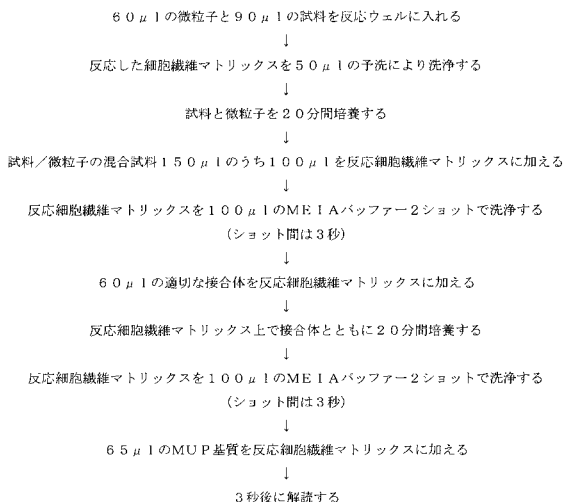 ６０μｌの微粒子と９０μｌの試料を反応ウェルに入れる
↓
反応した細胞繊維マトリックスを５０μｌの予洗により洗浄する
↓
試料と微粒子を２０分間培養する
↓
試料／微粒子の混合試料１５０μｌのうち１００μｌを反応細胞繊維マトリックスに加える
↓
反応細胞繊維マトリックスを１００μｌのＭＥＩＡバッファー２ショットで洗浄する
（ショット間は３秒）
↓
６０μｌの適切な接合体を反応細胞繊維マトリックスに加える
↓
反応細胞繊維マトリックス上で接合体とともに２０分間培養する
↓
反応細胞繊維マトリックスを１００μｌのＭＥＩＡバッファー２ショットで洗浄する
（ショット間は３秒）
↓
６５μｌのＭＵＰ基質を反応細胞繊維マトリックスに加える
↓
３秒後に解読する